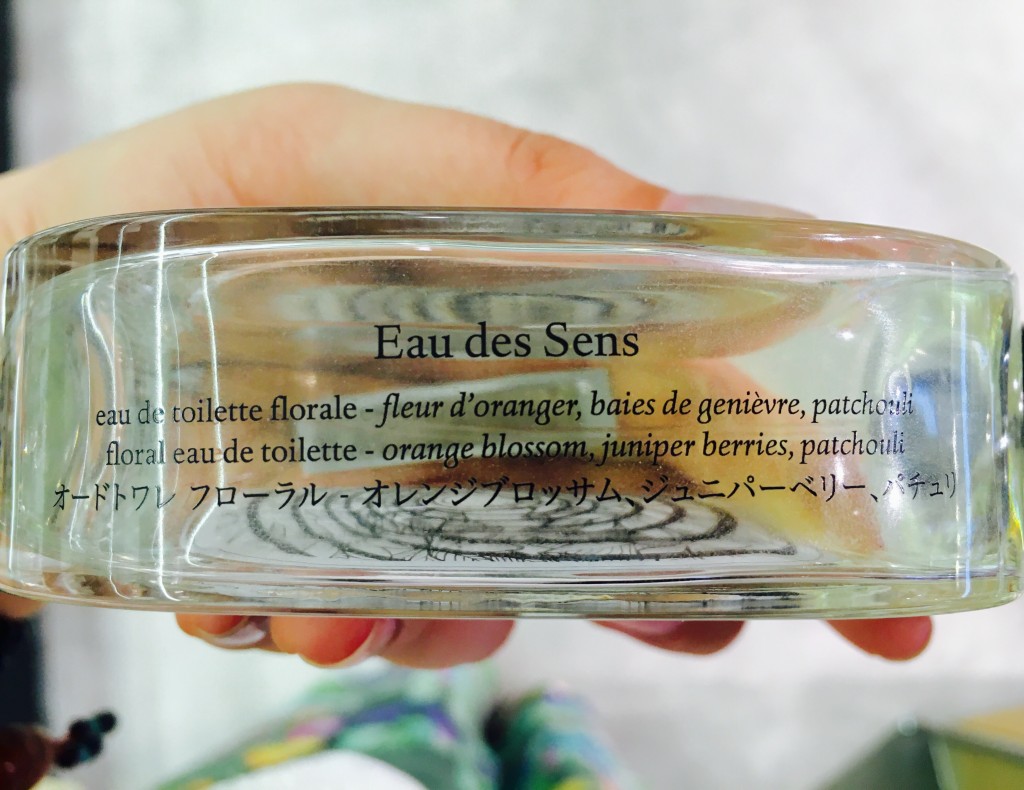 Eau des Sens
eau de toilette florale - fleur d'oranger, baies de genièvre, patchouli
floral eau de toilette - orange blossom, juniper berries, patchouli
オードトワレ フローラル - オレンジブロッサム、ジュニパーベリー、パチュリ